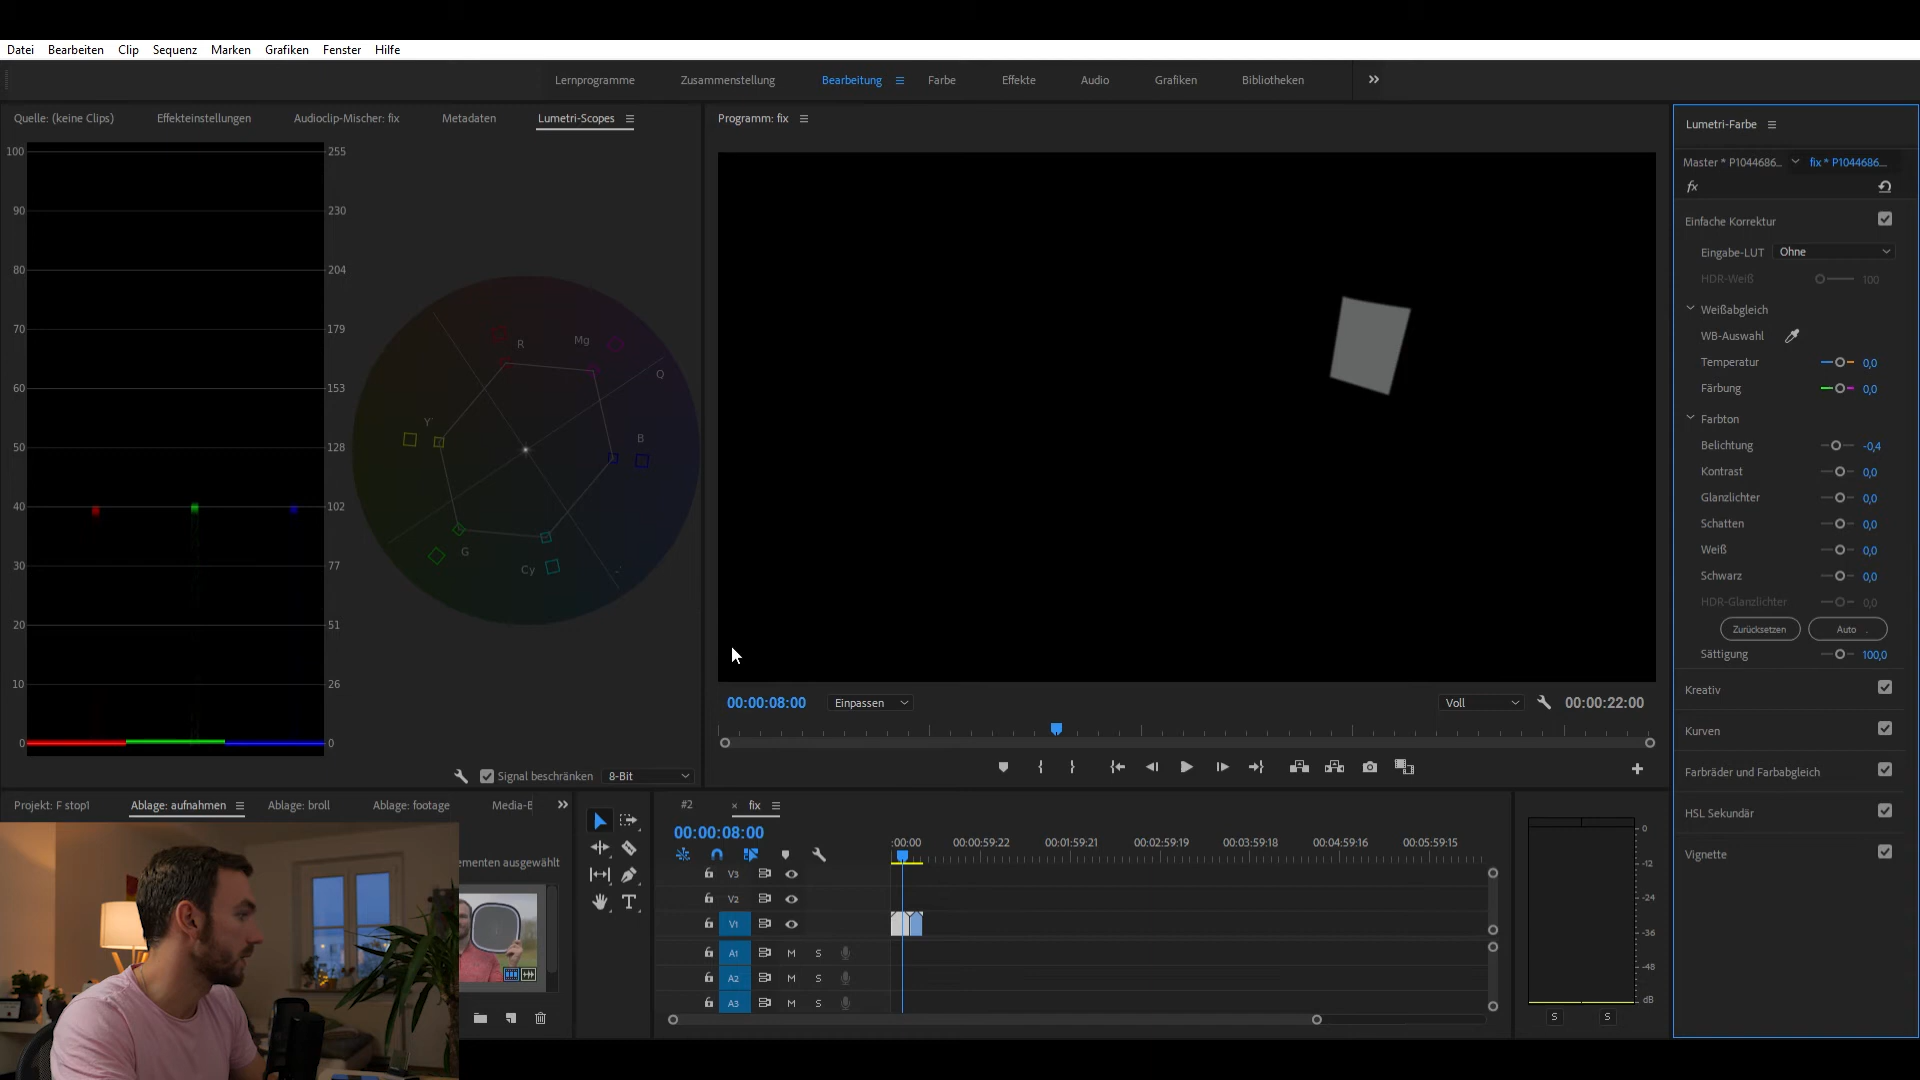 Datei Bearbeiten Clip Sequenz Marken Grafiken Fenster Hilfe
Lernprogramme Zusammenstellung Bearbeitung Farbe Effekte Audio Grafiken Bibliotheken
Quelle: (keine Clips) Effekteinstellungen Audioclip-Mischer: fix Metadaten Lumetri-Scopes
Programm: fix
Lumetri-Farbe
Master * P1044686... fix * P1044686...
fx
100 255
90 230
80 204
70 179
60 153
50 128
40 102
30 77
20 51
10 26
0 0
R Mg Q B Y' G Cy
Signal beschränken 8-Bit
Einfache Korrektur
Eingabe-LUT Ohne
HDR-Weiß 100
Weißabgleich
WB-Auswahl
Temperatur 0,0
Färbung 0,0
Farbton
Belichtung -0,4
Kontrast 0,0
Glanzlichter 0,0
Schatten 0,0
Weiß 0,0
Schwarz 0,0
HDR-Glanzlichter 0,0
Zurücksetzen Auto
Sättigung 100,0
Kreativ
Kurven
Farbräder und Farbabgleich
HSL Sekundär
Vignette
00:00:08:00 Einpassen Voll 00:00:22:00
Projekt: F stop1 Ablage: aufnahmen Ablage: broll Ablage: footage Media-E
ementen ausgewählt
#2 × fix
00:00:08:00
:00:00 00:00:59:22 00:01:59:21 00:02:59:19 00:03:59:18 00:04:59:16 00:05:59:15
V3
V2
V1
A1 M S
A2 M S
A3 M S
T
0
-12
-24
-36
-48
dB
S S